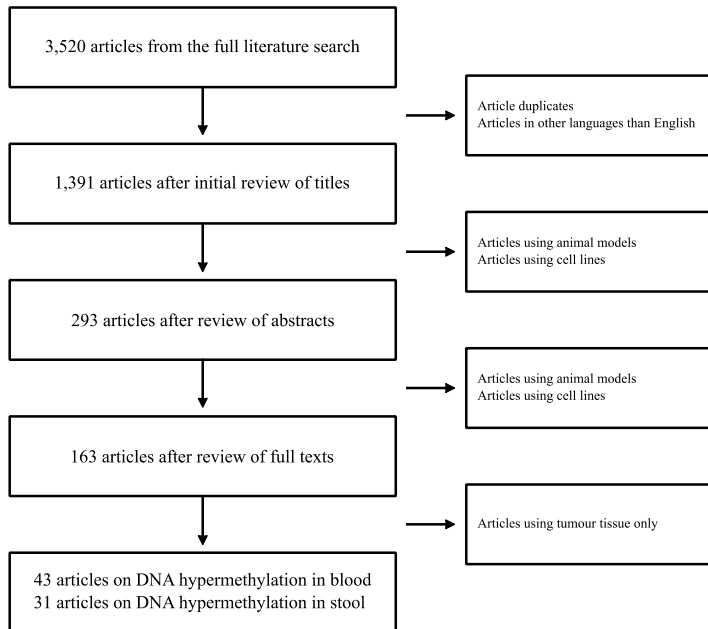 3,520 articles from the full literature search
Article duplicates
Articles in other languages than English
1,391 articles after initial review of titles
Articles using animal models
Articles using cell lines
293 articles after review of abstracts
Articles using animal models
Articles using cell lines
163 articles after review of full texts
Articles using tumour tissue only
43 articles on DNA hypermethylation in blood
31 articles on DNA hypermethylation in stool